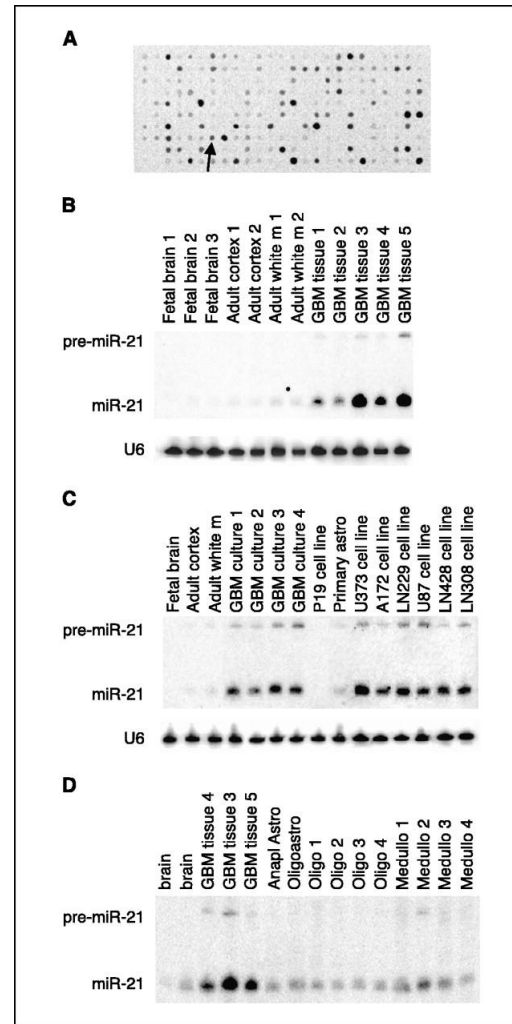 A
B
Fetal brain 1
Fetal brain 2
Fetal brain 3
Adult cortex 1
Adult cortex 2
Adult white m 1
Adult white m 2
GBM tissue 1
GBM tissue 2
GBM tissue 3
GBM tissue 4
GBM tissue 5
pre-miR-21
miR-21
U6
C
Fetal brain
Adult cortex
Adult white m
GBM culture 1
GBM culture 2
GBM culture 3
GBM culture 4
P19 cell line
Primary astro
U373 cell line
A172 cell line
LN229 cell line
U87 cell line
LN428 cell line
LN308 cell line
pre-miR-21
miR-21
U6
D
brain
brain
GBM tissue 4
GBM tissue 3
GBM tissue 5
Anapl Astro
Oligoastro
Oligo 1
Oligo 2
Oligo 3
Oligo 4
Medullo 1
Medullo 2
Medullo 3
Medullo 4
pre-miR-21
miR-21